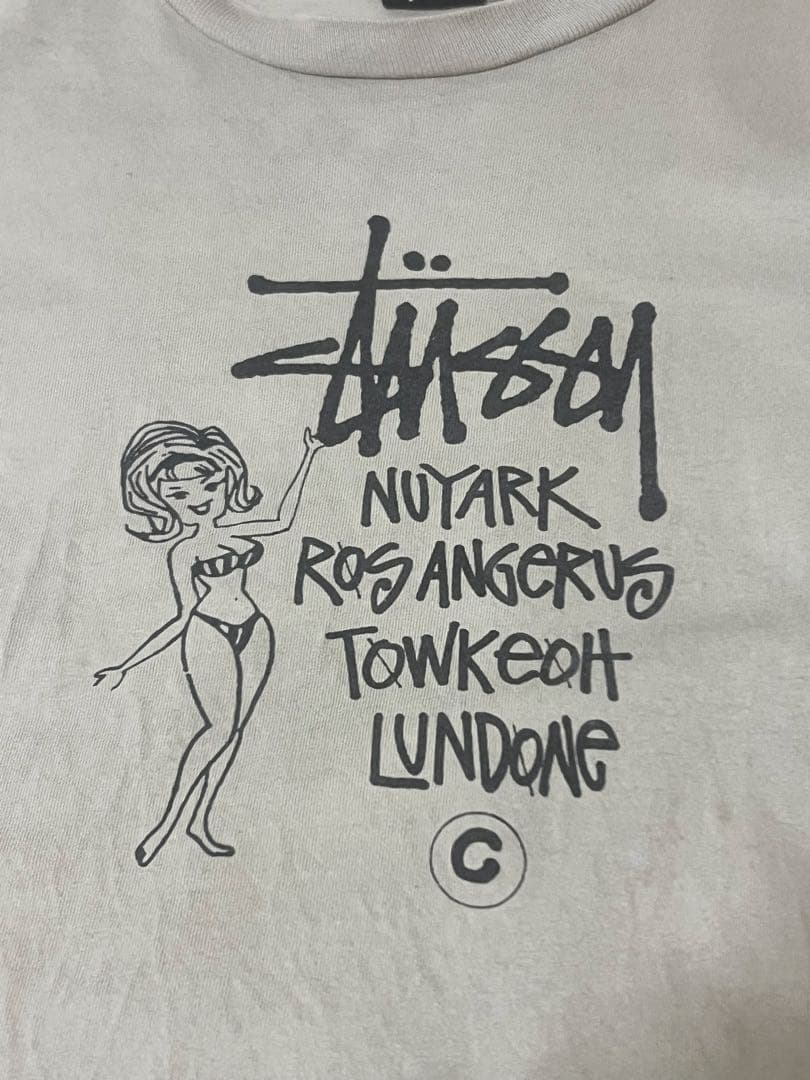 Stüssy
NUYARK
ROS ANGERUS
TOWKEOH
LUNDONE
C